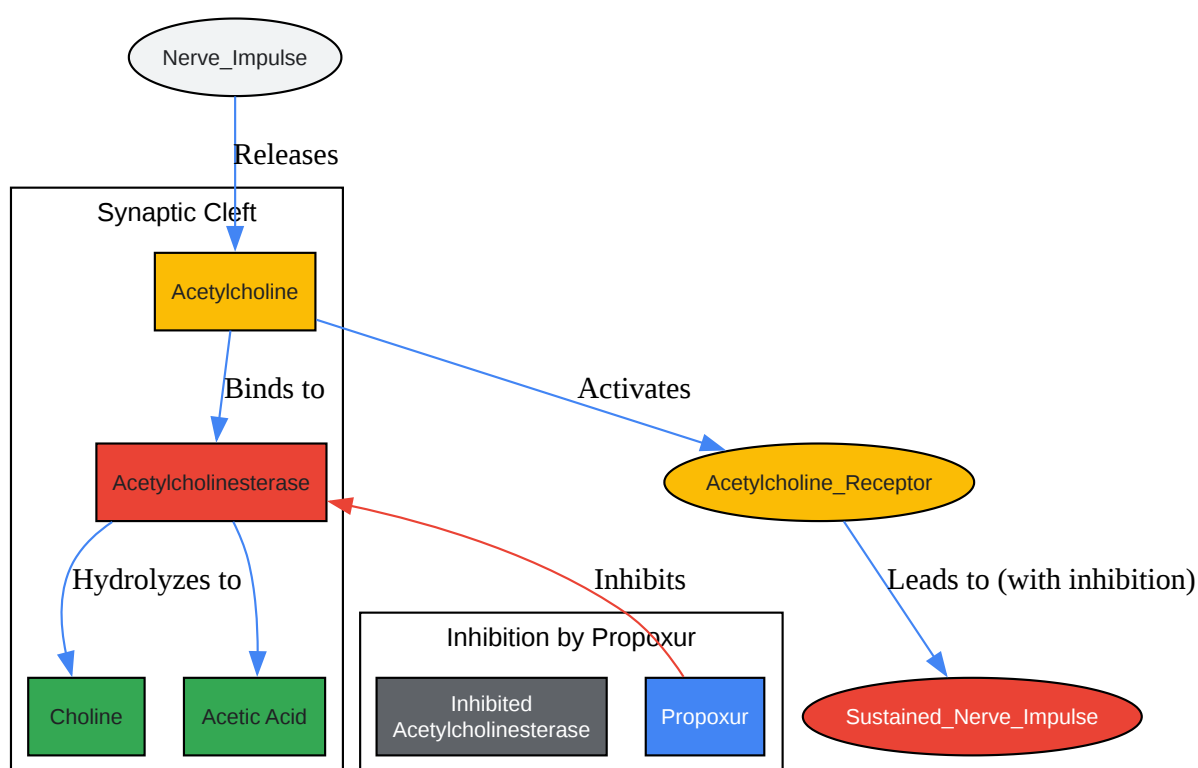 Nerve_Impulse
Releases
Synaptic Cleft
Acetylcholine
Binds to
Activates
Acetylcholinesterase
Acetylcholine_Receptor
Hydrolyzes to
Inhibits
Leads to (with inhibition)
Inhibition by Propoxur
Choline
Acetic Acid
Inhibited
Acetylcholinesterase
Propoxur
Sustained_Nerve_Impulse